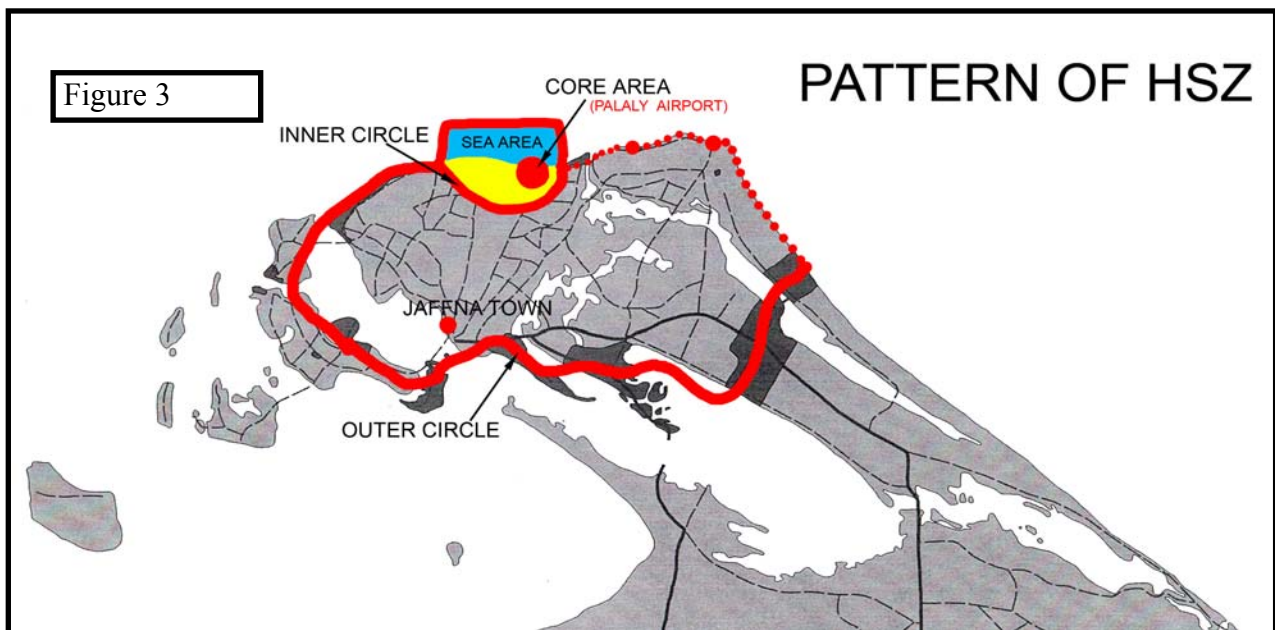 PATTERN OF HSZ
Figure 3
CORE AREA
(PALALY AIRPORT)
INNER CIRCLE
SEA AREA
JAFFNA TOWN
OUTER CIRCLE